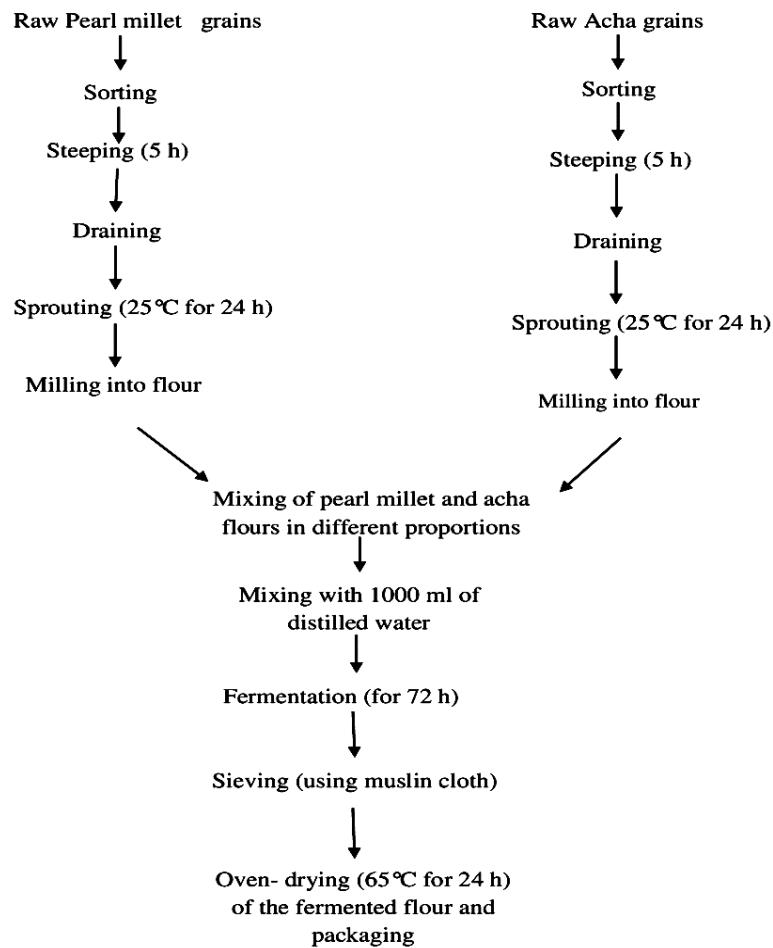 Raw Pearl millet grains
Sorting
Steeping (5 h)
Draining
Sprouting (25°C for 24 h)
Milling into flour
Raw Acha grains
Sorting
Steeping (5 h)
Draining
Sprouting (25°C for 24 h)
Milling into flour
Mixing of pearl millet and acha
flours in different proportions
Mixing with 1000 ml of
distilled water
Fermentation (for 72 h)
Sieving (using muslin cloth)
Oven- drying (65°C for 24 h)
of the fermented flour and
packaging